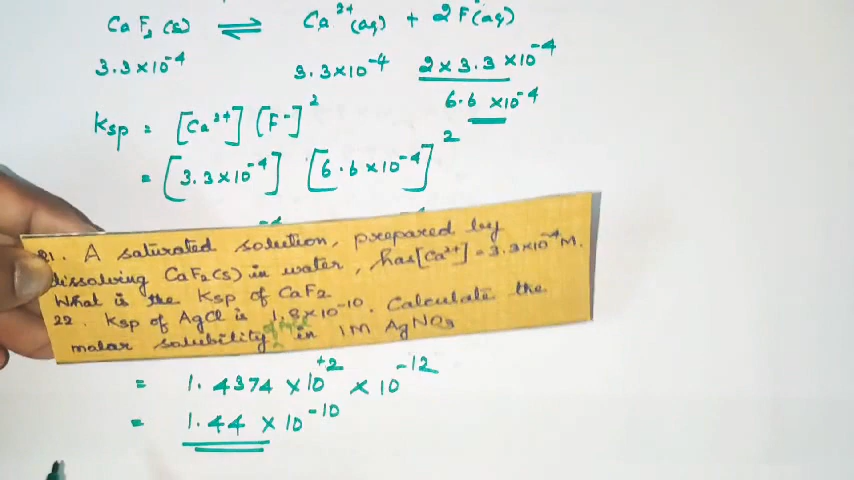 CaF2(s) ⇌ Ca2+(aq) + 2F-(aq)
3.3×10-4 3.3×10-4 2×3.3×10-4
6.6×10-4
Ksp = [Ca2+] [F-]2
= [3.3×10-4] [6.6×10-4]2
21. A saturated solution, prepared by
dissolving CaF2(s) in water, has [Ca2+] = 3.3×10-4M.
What is the Ksp of CaF2
22. Ksp of AgCl is 1.8×10-10. Calculate the
molar solubility in 1M AgNO3
= 1.4374×10+2 × 10-12
= 1.44×10-10